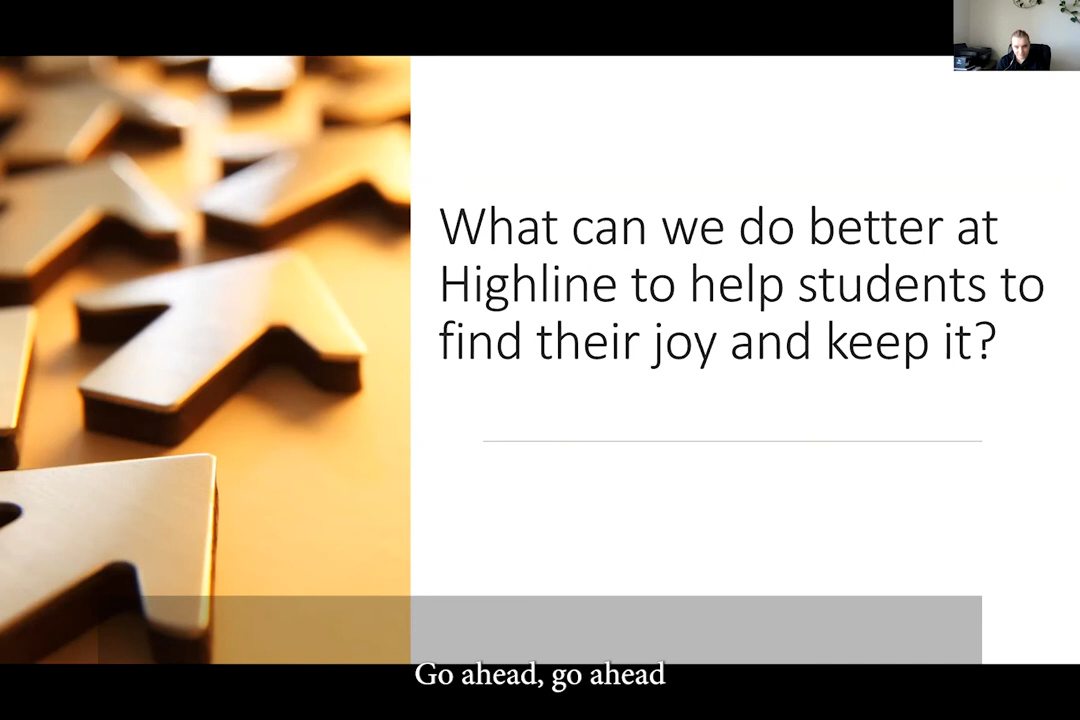 What can we do better at
Highline to help students to
find their joy and keep it?
Go ahead, go ahead